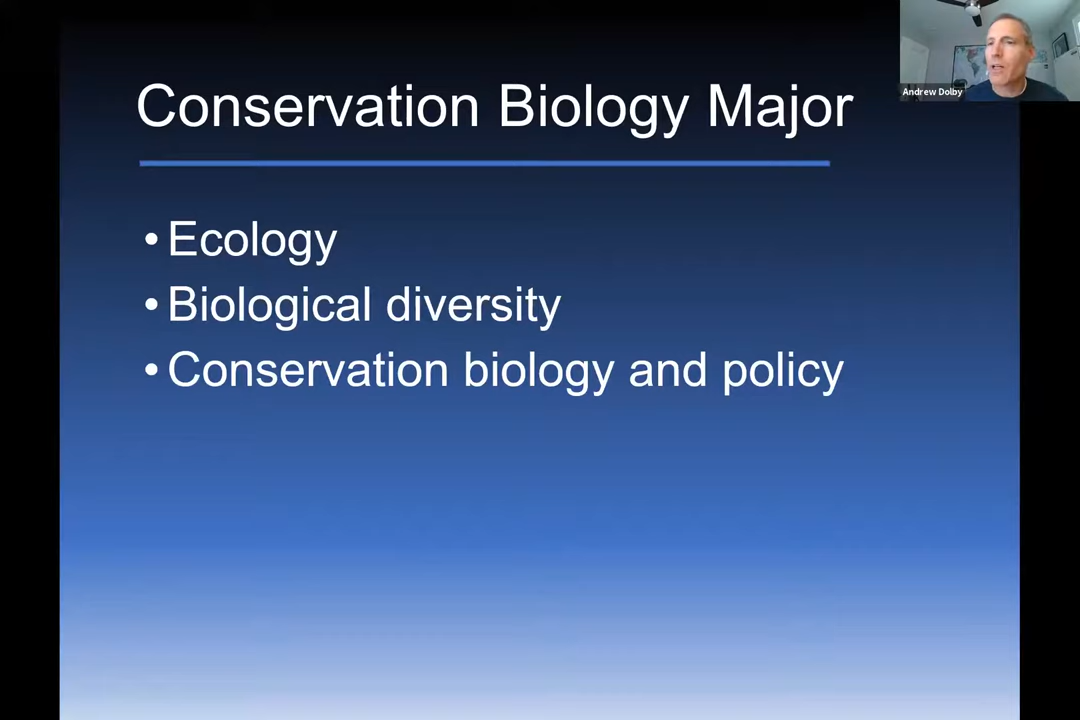 Conservation Biology Major
Andrew Dolby
• Ecology
• Biological diversity
• Conservation biology and policy